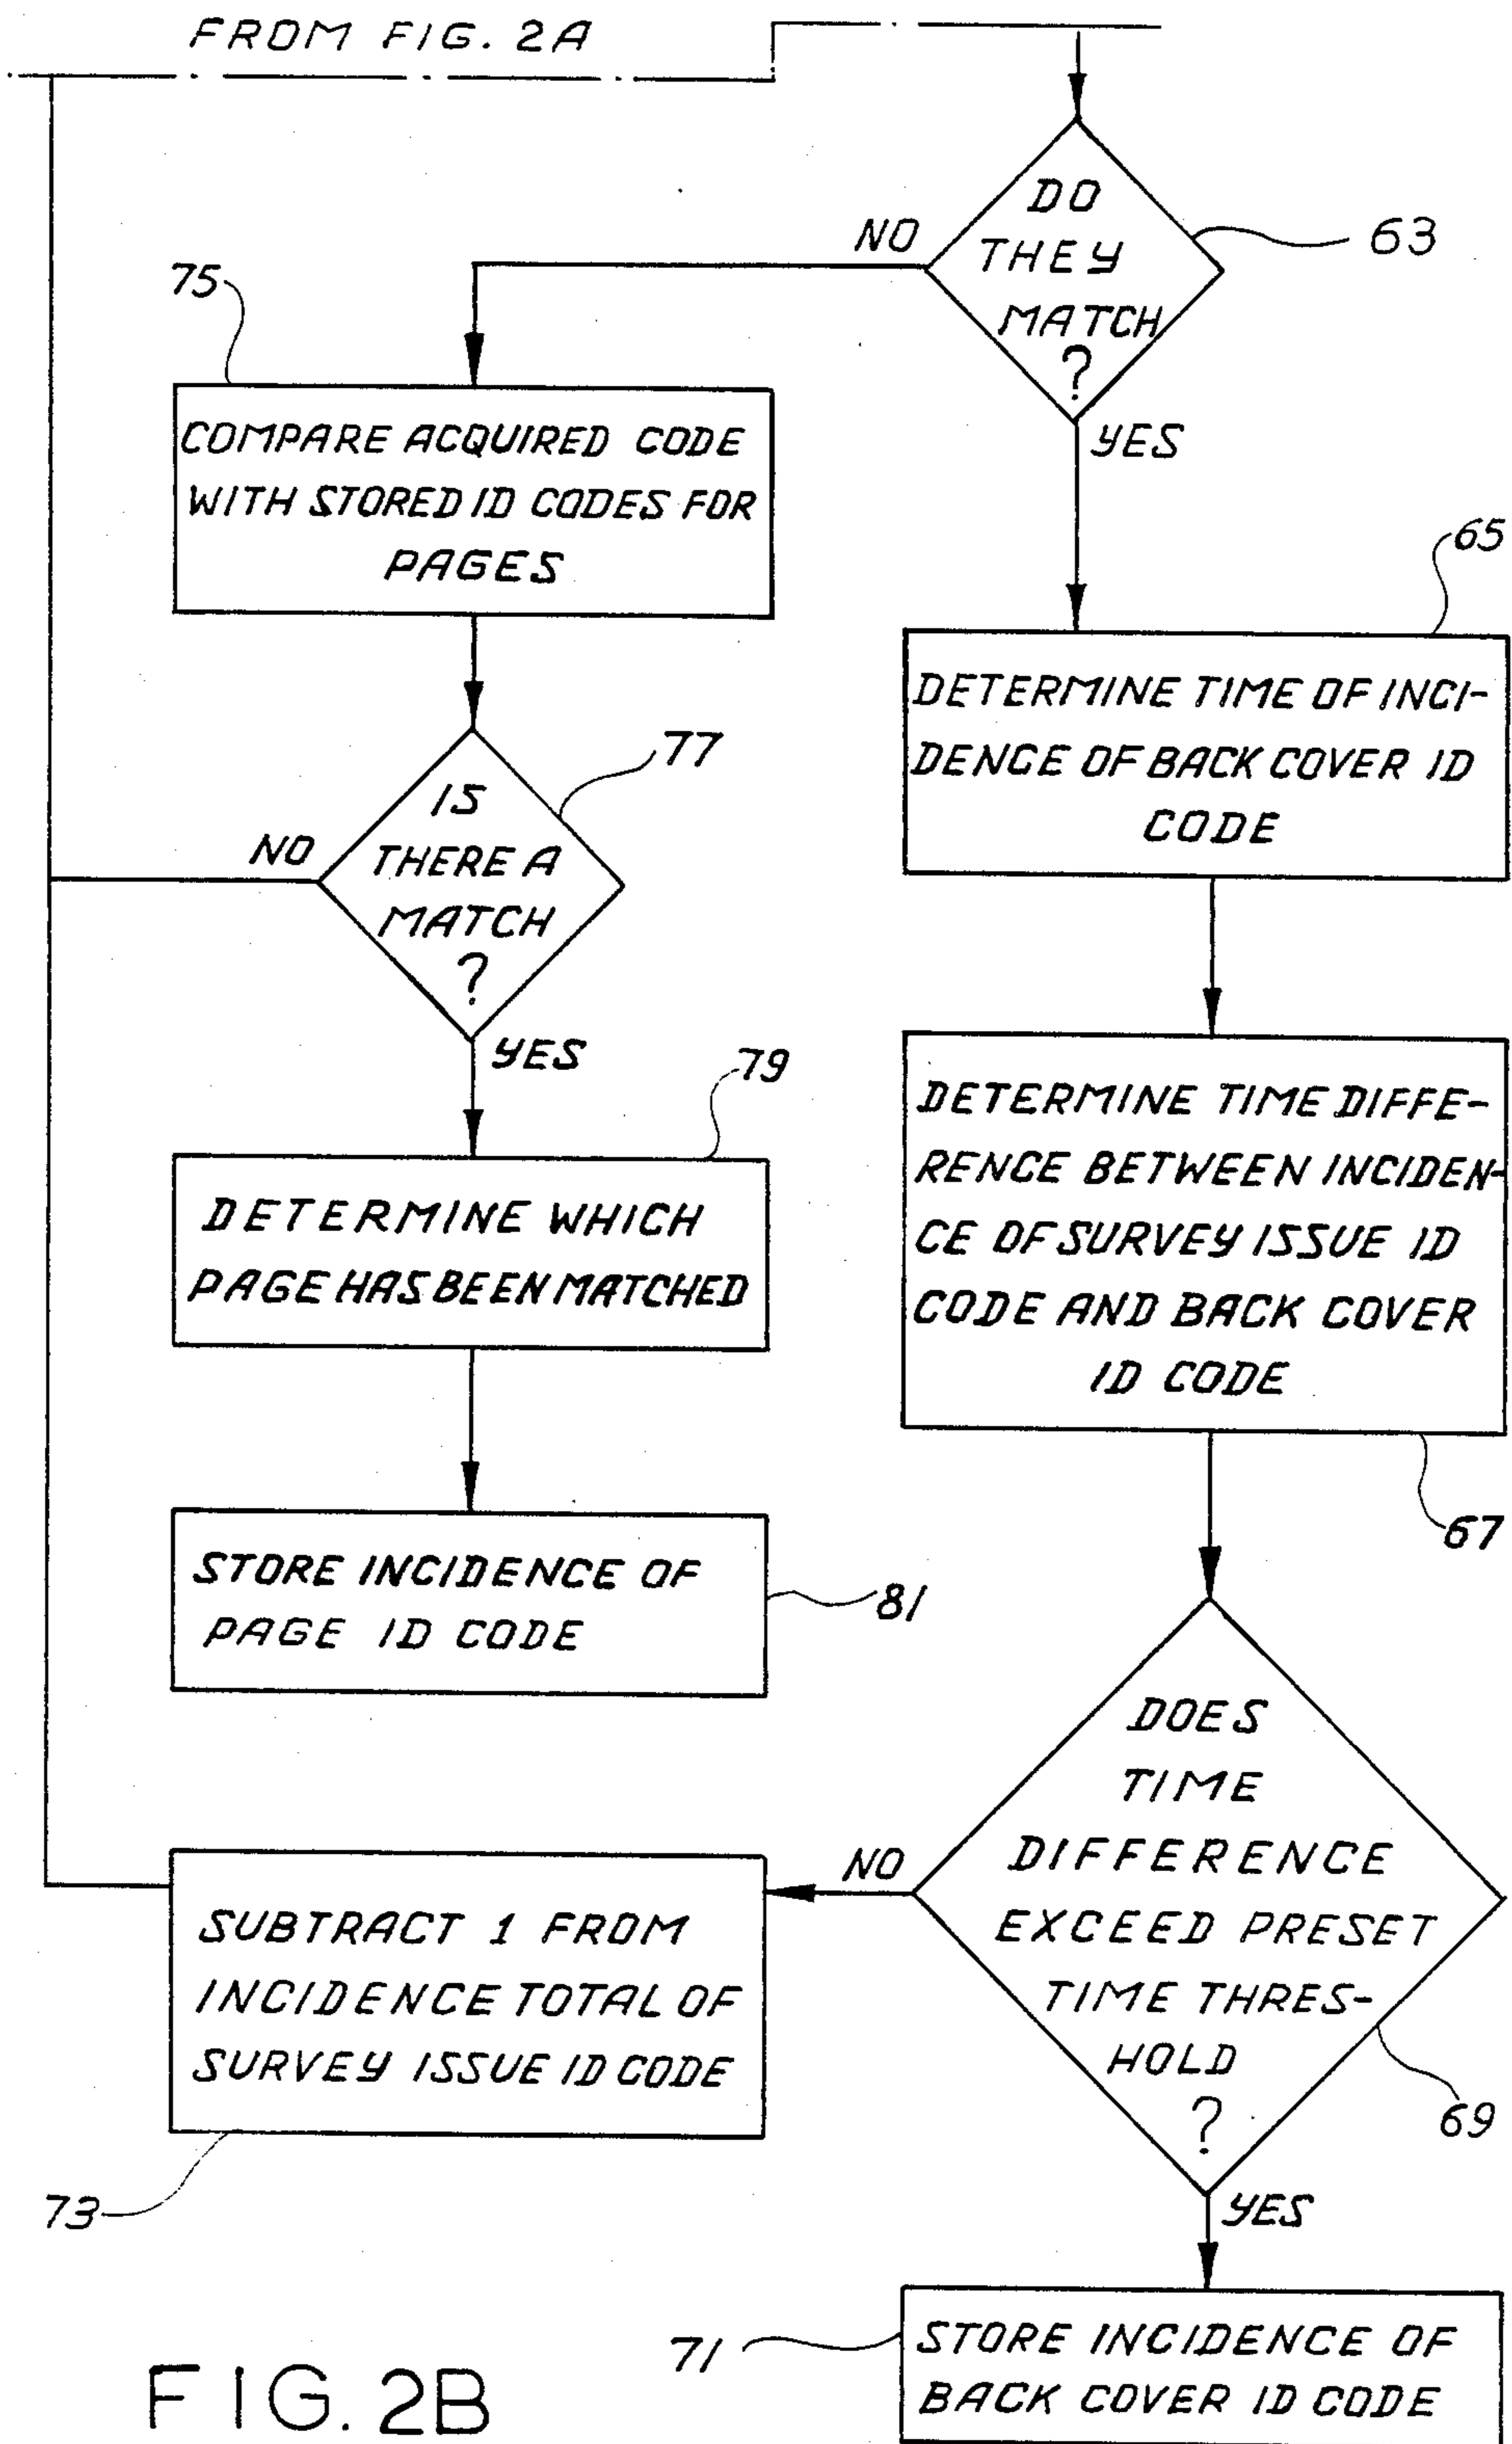 FROM FIG. 2A
DO
THEY
MATCH
?
63
NO
YES
75
COMPARE ACQUIRED CODE
WITH STORED ID CODES FOR
PAGES
65
DETERMINE TIME OF INCI-
DENCE OF BACK COVER ID
CODE
77
IS
THERE A
MATCH
?
NO
YES
79
DETERMINE WHICH
PAGE HAS BEEN MATCHED
DETERMINE TIME DIFFE-
RENCE BETWEEN INCIDEN-
CE OF SURVEY ISSUE ID
CODE AND BACK COVER
ID CODE
67
STORE INCIDENCE OF
PAGE ID CODE
81
DOES
TIME
DIFFERENCE
EXCEED PRESET
TIME THRES-
HOLD
?
69
NO
YES
SUBTRACT 1 FROM
INCIDENCE TOTAL OF
SURVEY ISSUE ID CODE
73
71
STORE INCIDENCE OF
BACK COVER ID CODE
FIG. 2B